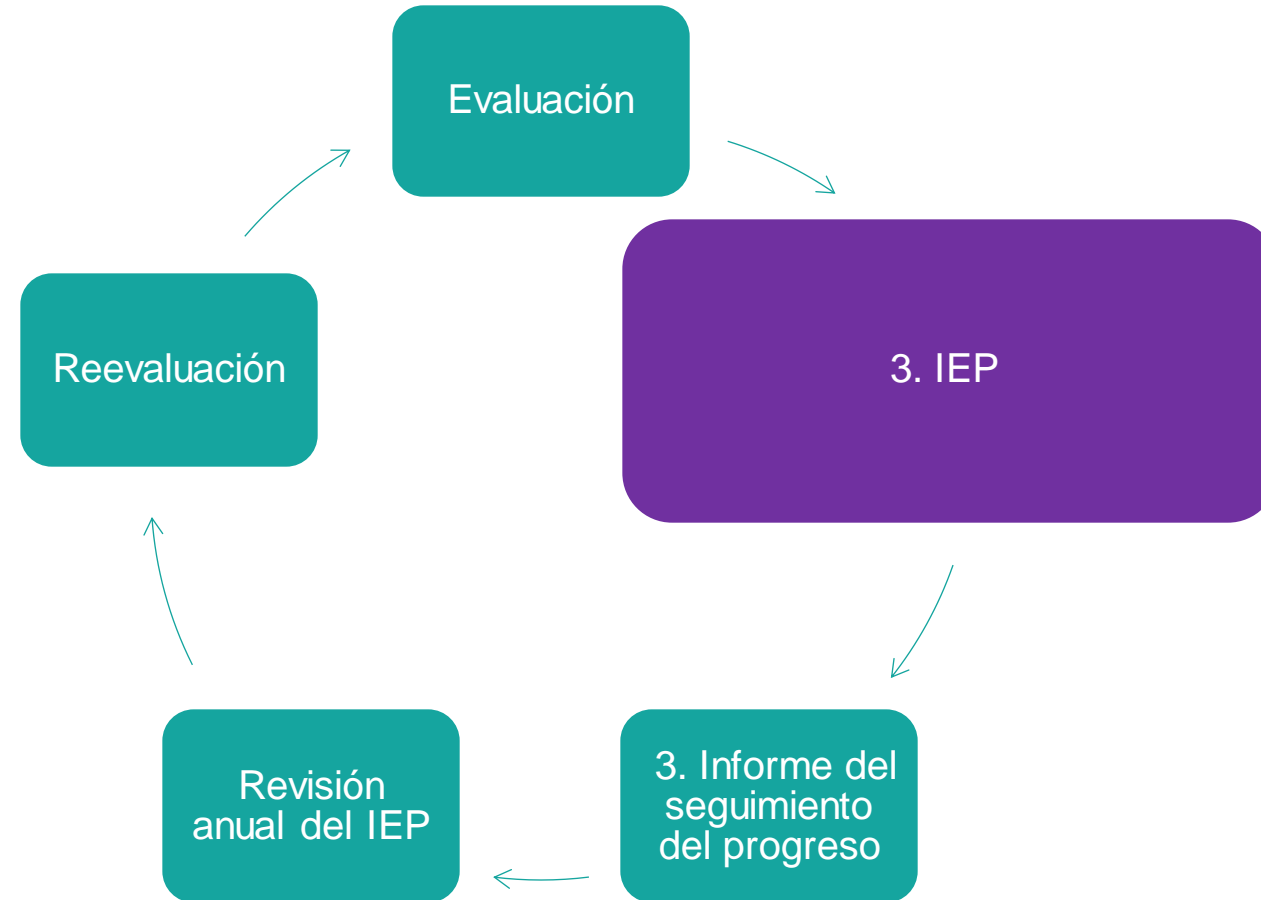 Evaluación
3. IEP
3. Informe del
seguimiento
del progreso
Revisión
anual del IEP
Reevaluación